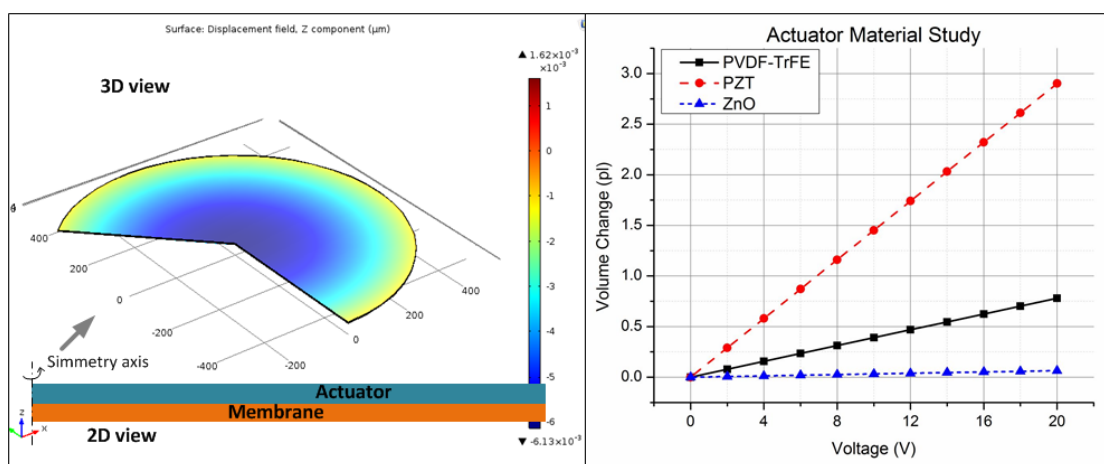 Surface: Displacement field, Z component (µm)
3D view
▲ 1.62×10⁻³
×10⁻³
1
0
-1
-2
-3
-4
-5
-6
▼ -6.13×10⁻³
400
200
0
-200
-400
-200
0
200
400
Simmetry axis
Actuator
Membrane
2D view
z
x
Actuator Material Study
PVDF-TrFE
PZT
ZnO
Volume Change (pl)
3.0
2.5
2.0
1.5
1.0
0.5
0.0
0 4 8 12 16 20
Voltage (V)